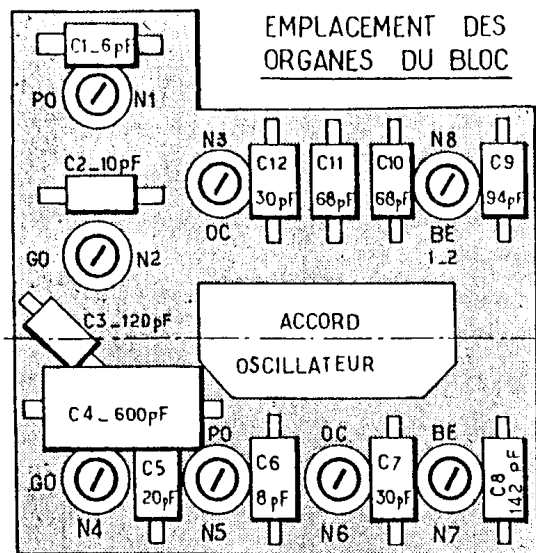 EMPLACEMENT DES
ORGANES DU BLOC
C1_6pF
PO
N1
C2_10pF
GO
N2
N3
OC
C12
30pF
C11
68pF
C10
68pF
N8
BE
1_2
C9
94pF
C3_120pF
ACCORD
OSCILLATEUR
C4_600pF
GO
N4
C5
20pF
PO
N5
C6
8pF
OC
N6
C7
30pF
BE
N7
C8
142pF